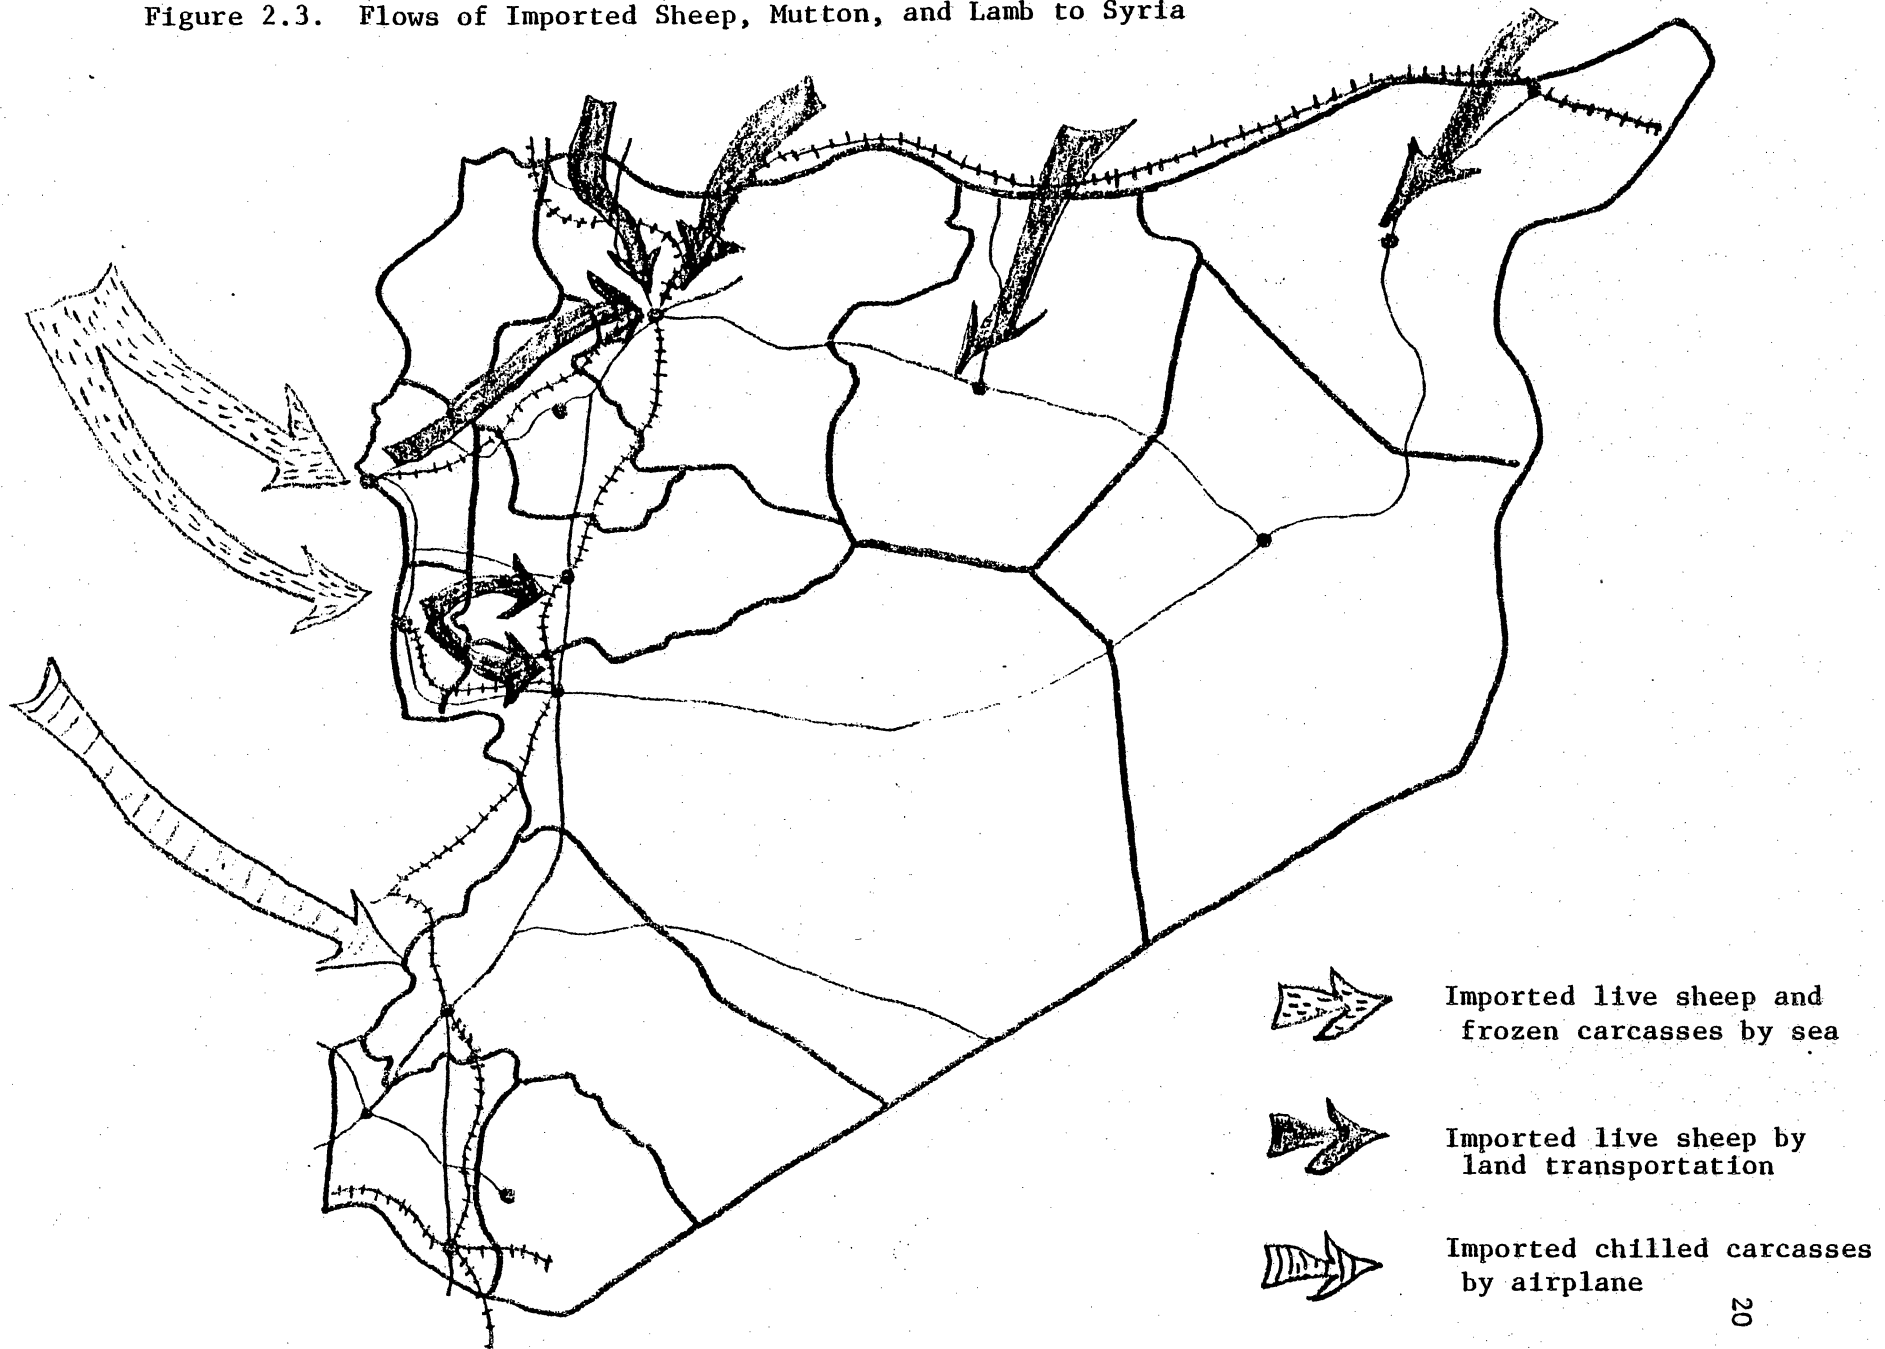 Figure 2.3. Flows of Imported Sheep, Mutton, and Lamb to Syria
Imported live sheep and
frozen carcasses by sea
Imported live sheep by
land transportation
Imported chilled carcasses
by airplane
20